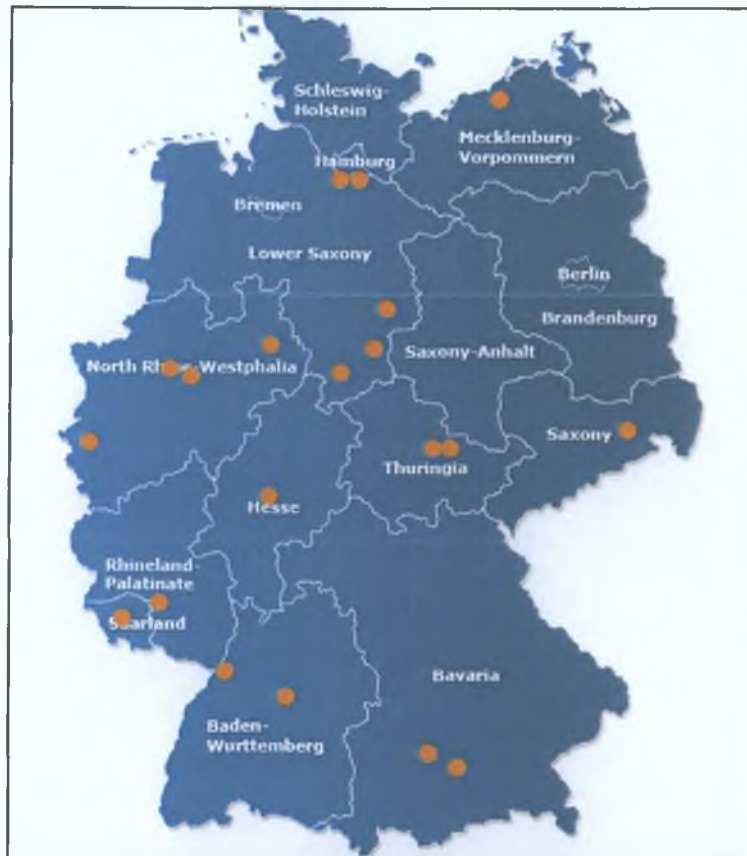 Schleswig-
Holstein
Mecklenburg-
Vorpommern
Hamburg
Bremen
Lower Saxony
Berlin
Brandenburg
Saxony-Anhalt
North Rhine-Westphalia
Saxony
Thuringia
Hesse
Rhineland-
Palatinate
Saarland
Bavaria
Baden-
Wurttemberg